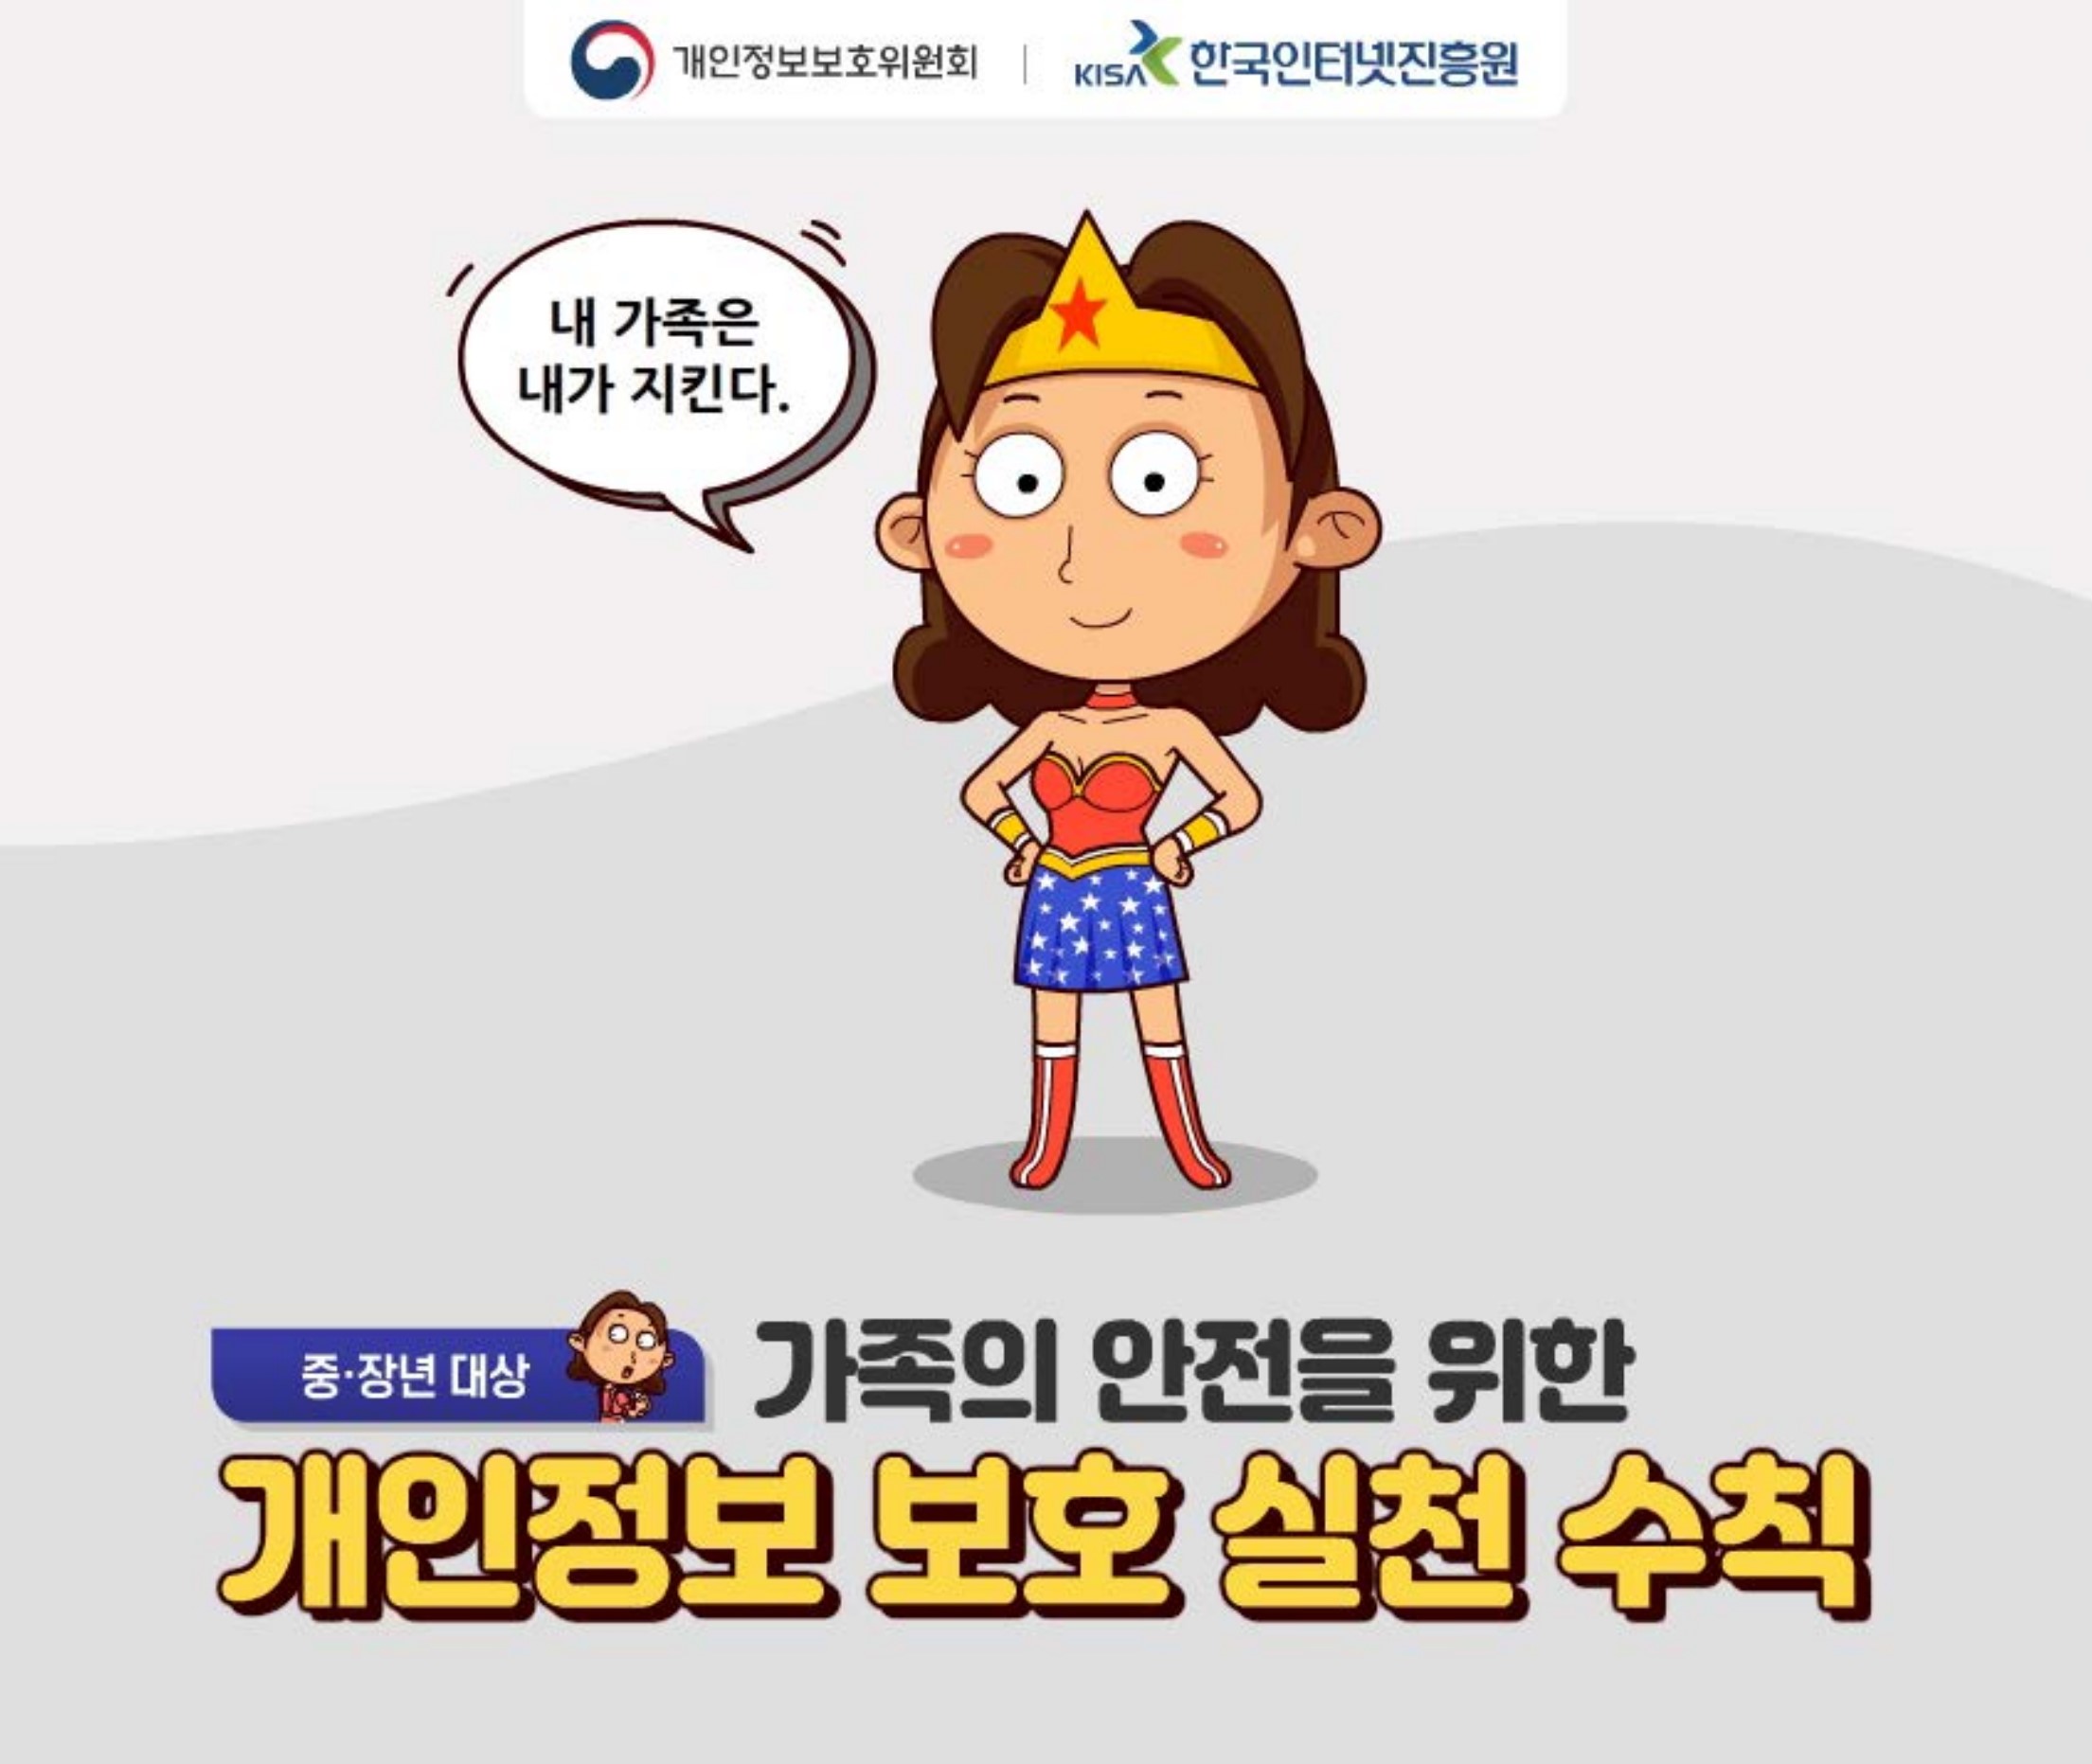 개인정보보호위원회 | KISA 한국인터넷진흥원
내 가족은
내가 지킨다.
중·장년 대상 가족의 안전을 위한
개인정보 보호 실천 수칙